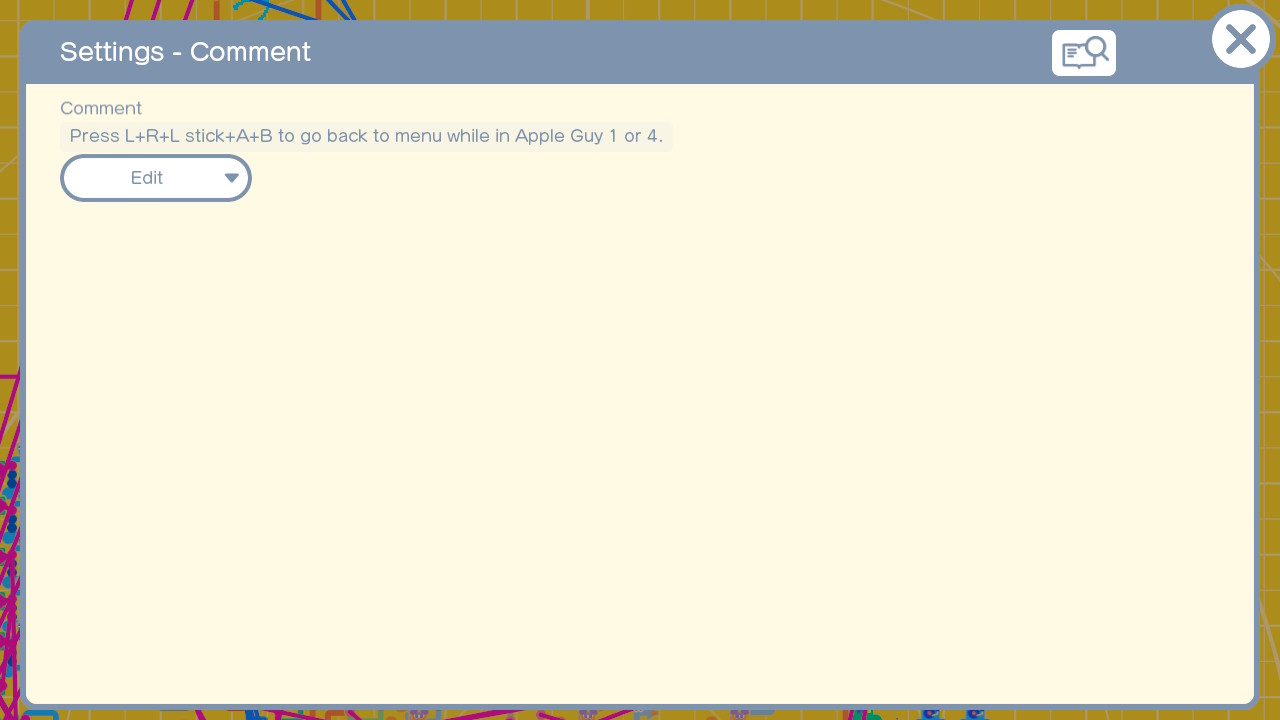 Settings - Comment
Comment
Press L+R+L stick+A+B to go back to menu while in Apple Guy 1 or 4.
Edit